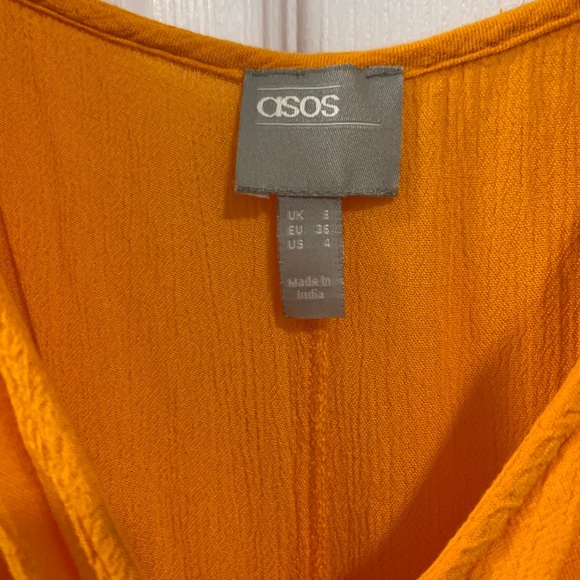 asos
UK 8
EU 36
US 4
Made in
India